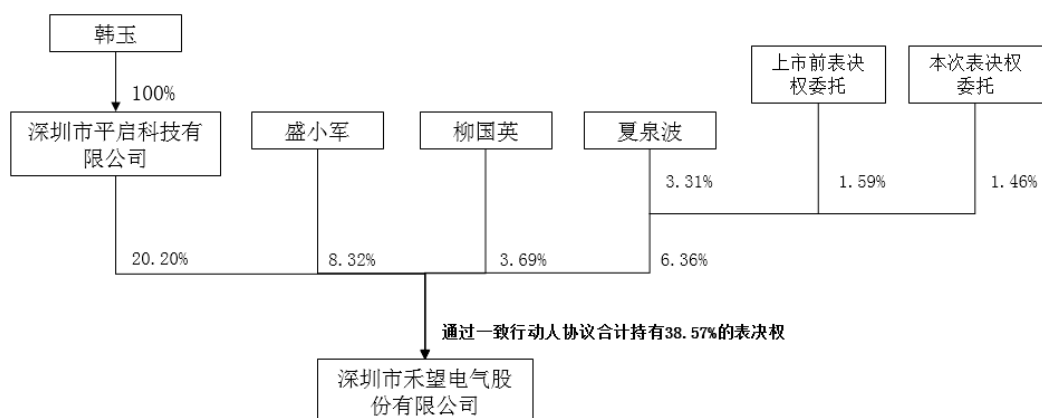 韩玉
100%
深圳市平启科技有
限公司
盛小军
柳国英
夏泉波
上市前表决
权委托
本次表决权
委托
3.31%
1.59%
1.46%
20.20%
8.32%
3.69%
6.36%
通过一致行动人协议合计持有38.57%的表决权
深圳市禾望电气股
份有限公司